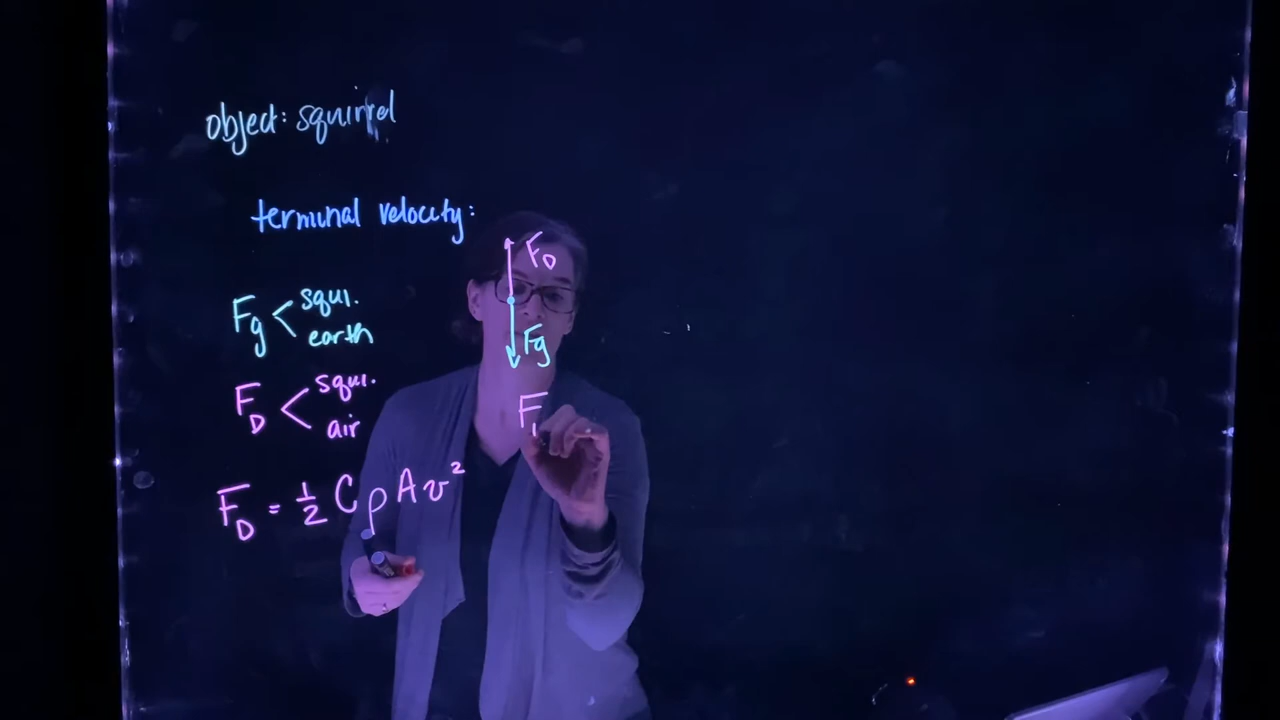 object: squirrel
terminal velocity:
F_D
F_g < squi. earth
F_g
F_D < squi. air
F
F_D = 1/2 C ρ A v²